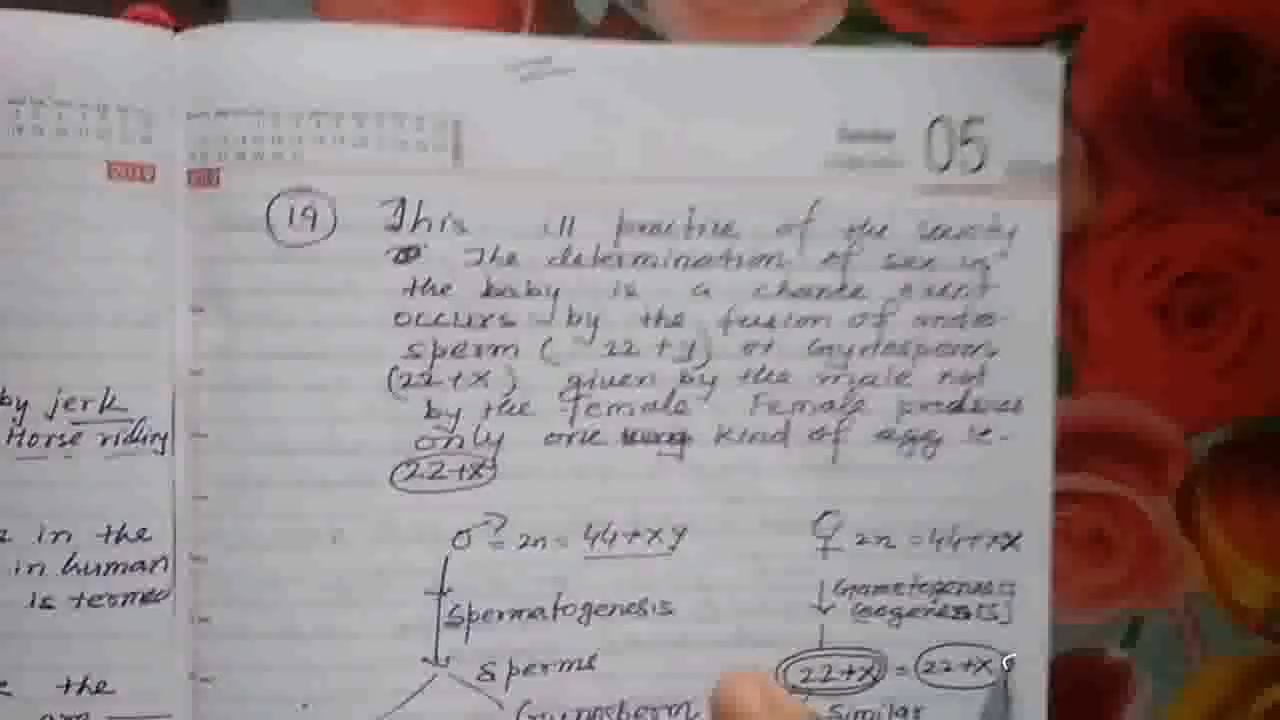 05
by jerk
Horse riding
in the
in human
is termed
the
19 This ill practice of the society
The determination of sex in
the baby is a chance event
occurs by the fusion of andro-
sperm (22+y) or Gynosperm
(22+x) given by the male not
by the female Female produce
only one kind of egg ie.
(22+x)
♂ = 2n = 44+xy
Spermatogenesis
Sperms
Gynosperm
♀ 2n = 44+xx
Gametogenesis
Oogenesis
22+x = 22+x
Similar